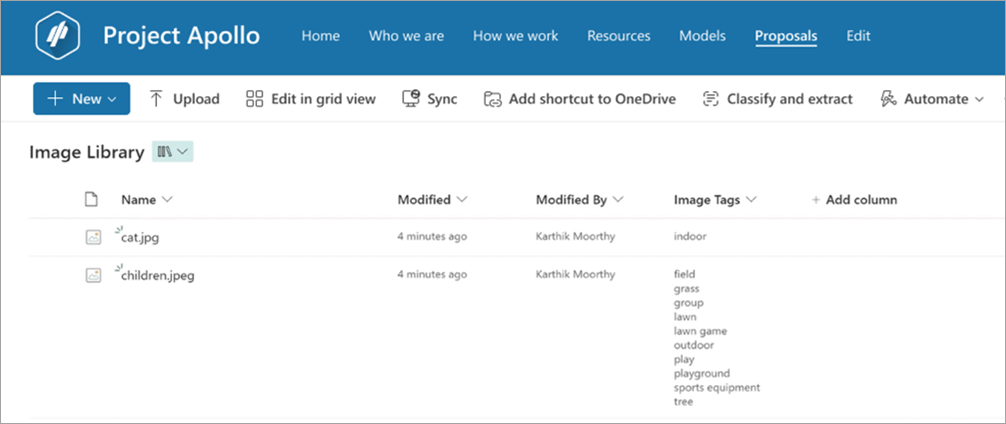 Project Apollo Home Who we are How we work Resources Models Proposals Edit
New Upload Edit in grid view Sync Add shortcut to OneDrive Classify and extract Automate
Image Library
Name Modified Modified By Image Tags + Add column
cat.jpg 4 minutes ago Karthik Moorthy indoor
children.jpeg 4 minutes ago Karthik Moorthy field
grass
group
lawn
lawn game
outdoor
play
playground
sports equipment
tree